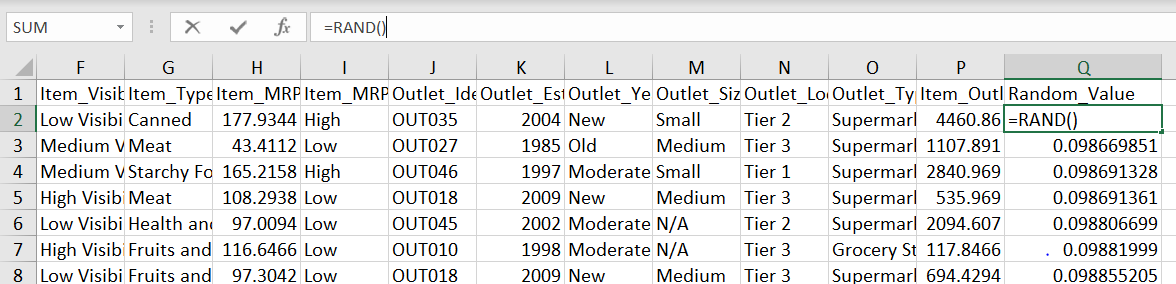 SUM fx =RAND()
F G H I J K L M N O P Q
1 Item_Visib Item_Type Item_MRP Item_MRP Outlet_Ide Outlet_Est Outlet_Ye Outlet_Siz Outlet_Lo Outlet_Ty Item_Outl Random_Value
2 Low Visibi Canned 177.9344 High OUT035 2004 New Small Tier 2 Supermar 4460.86 =RAND()
3 Medium V Meat 43.4112 Low OUT027 1985 Old Medium Tier 3 Supermar 1107.891 0.098669851
4 Medium V Starchy Fo 165.2158 High OUT046 1997 Moderate Small Tier 1 Supermar 2840.969 0.098691328
5 High Visib Meat 108.2938 Low OUT018 2009 New Medium Tier 3 Supermar 535.969 0.098691361
6 Low Visibi Health and 97.0094 Low OUT045 2002 Moderate N/A Tier 2 Supermar 2094.607 0.098806699
7 High Visib Fruits and 116.6466 Low OUT010 1998 Moderate N/A Tier 3 Grocery St 117.8466 0.09881999
8 Low Visibi Fruits and 97.3042 Low OUT018 2009 New Medium Tier 3 Supermar 694.4294 0.098855205